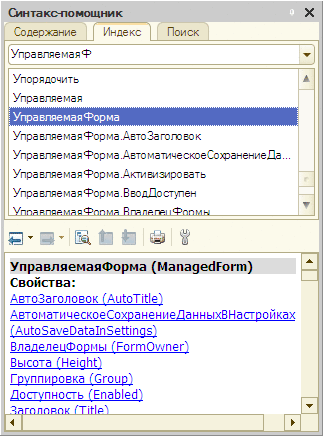 Синтакс-помощник
Содержание
Индекс
Поиск
УправляемаяФ
Упорядочить
Управляемая
УправляемаяФорма
УправляемаяФорма.АвтоЗаголовок
УправляемаяФорма.АвтоматическоеСохранениеДа...
УправляемаяФорма.Активизировать
УправляемаяФорма.ВводДоступен
УправляемаяФорма.ВладелецФормы
УправляемаяФорма (ManagedForm)
Свойства:
АвтоЗаголовок (AutoTitle)
АвтоматическоеСохранениеДанныхВНастройках
(AutoSaveDataInSettings)
ВладелецФормы (FormOwner)
Высота (Height)
Группировка (Group)
Доступность (Enabled)
Заголовок (Title)